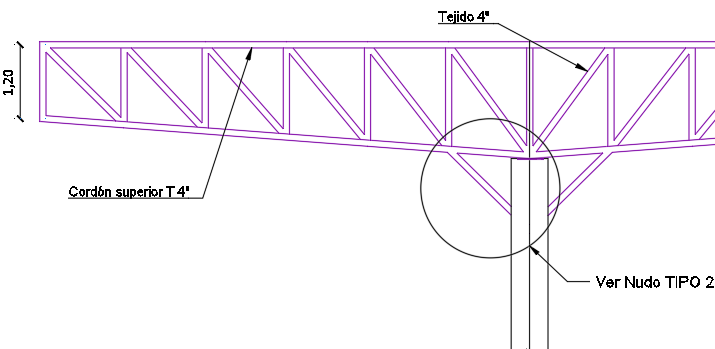 Tejido 4"
1,20
Cordón superior T 4"
Ver Nudo TIPO 2